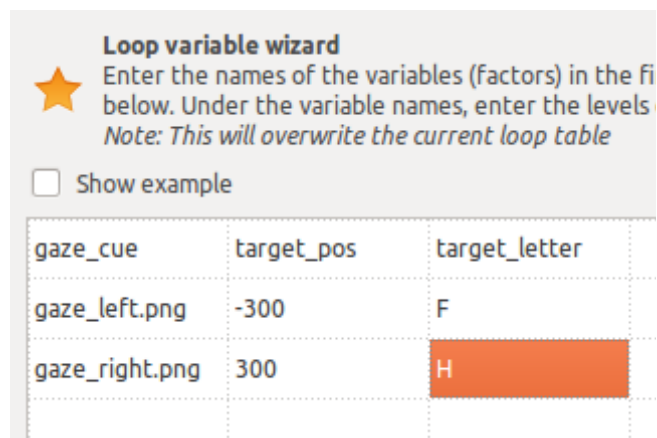 Loop variable wizard
Enter the names of the variables (factors) in the
below. Under the variable names, enter the levels
Note: This will overwrite the current loop table
Show example
gaze_cue target_pos target_letter
gaze_left.png -300 F
gaze_right.png 300 H